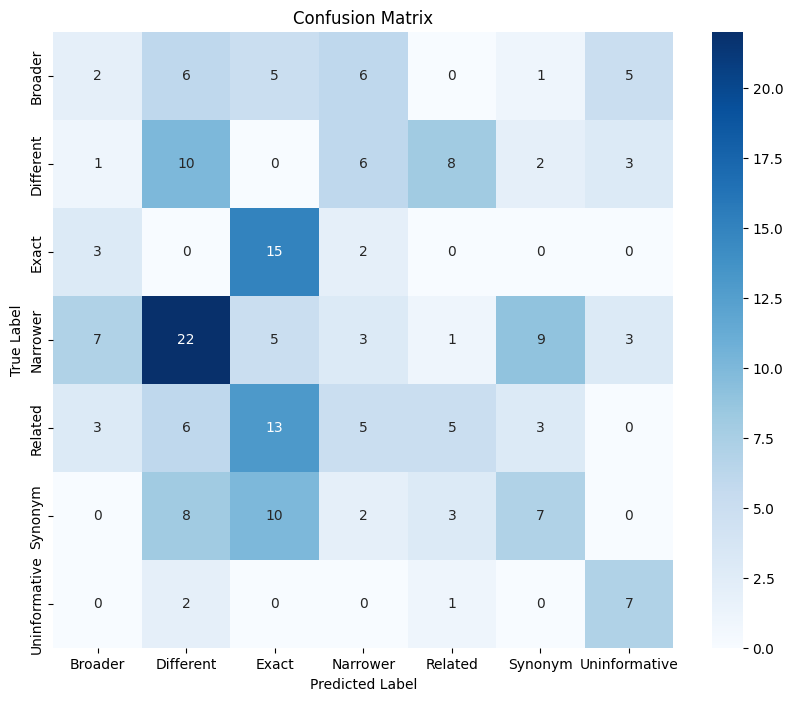 Confusion Matrix
True Label
Broader 2 6 5 6 0 1 5
Different 1 10 0 6 8 2 3
Exact 3 0 15 2 0 0 0
Narrower 7 22 5 3 1 9 3
Related 3 6 13 5 5 3 0
Synonym 0 8 10 2 3 7 0
Uninformative 0 2 0 0 1 0 7
Broader Different Exact Narrower Related Synonym Uninformative
Predicted Label
20.0
17.5
15.0
12.5
10.0
7.5
5.0
2.5
0.0